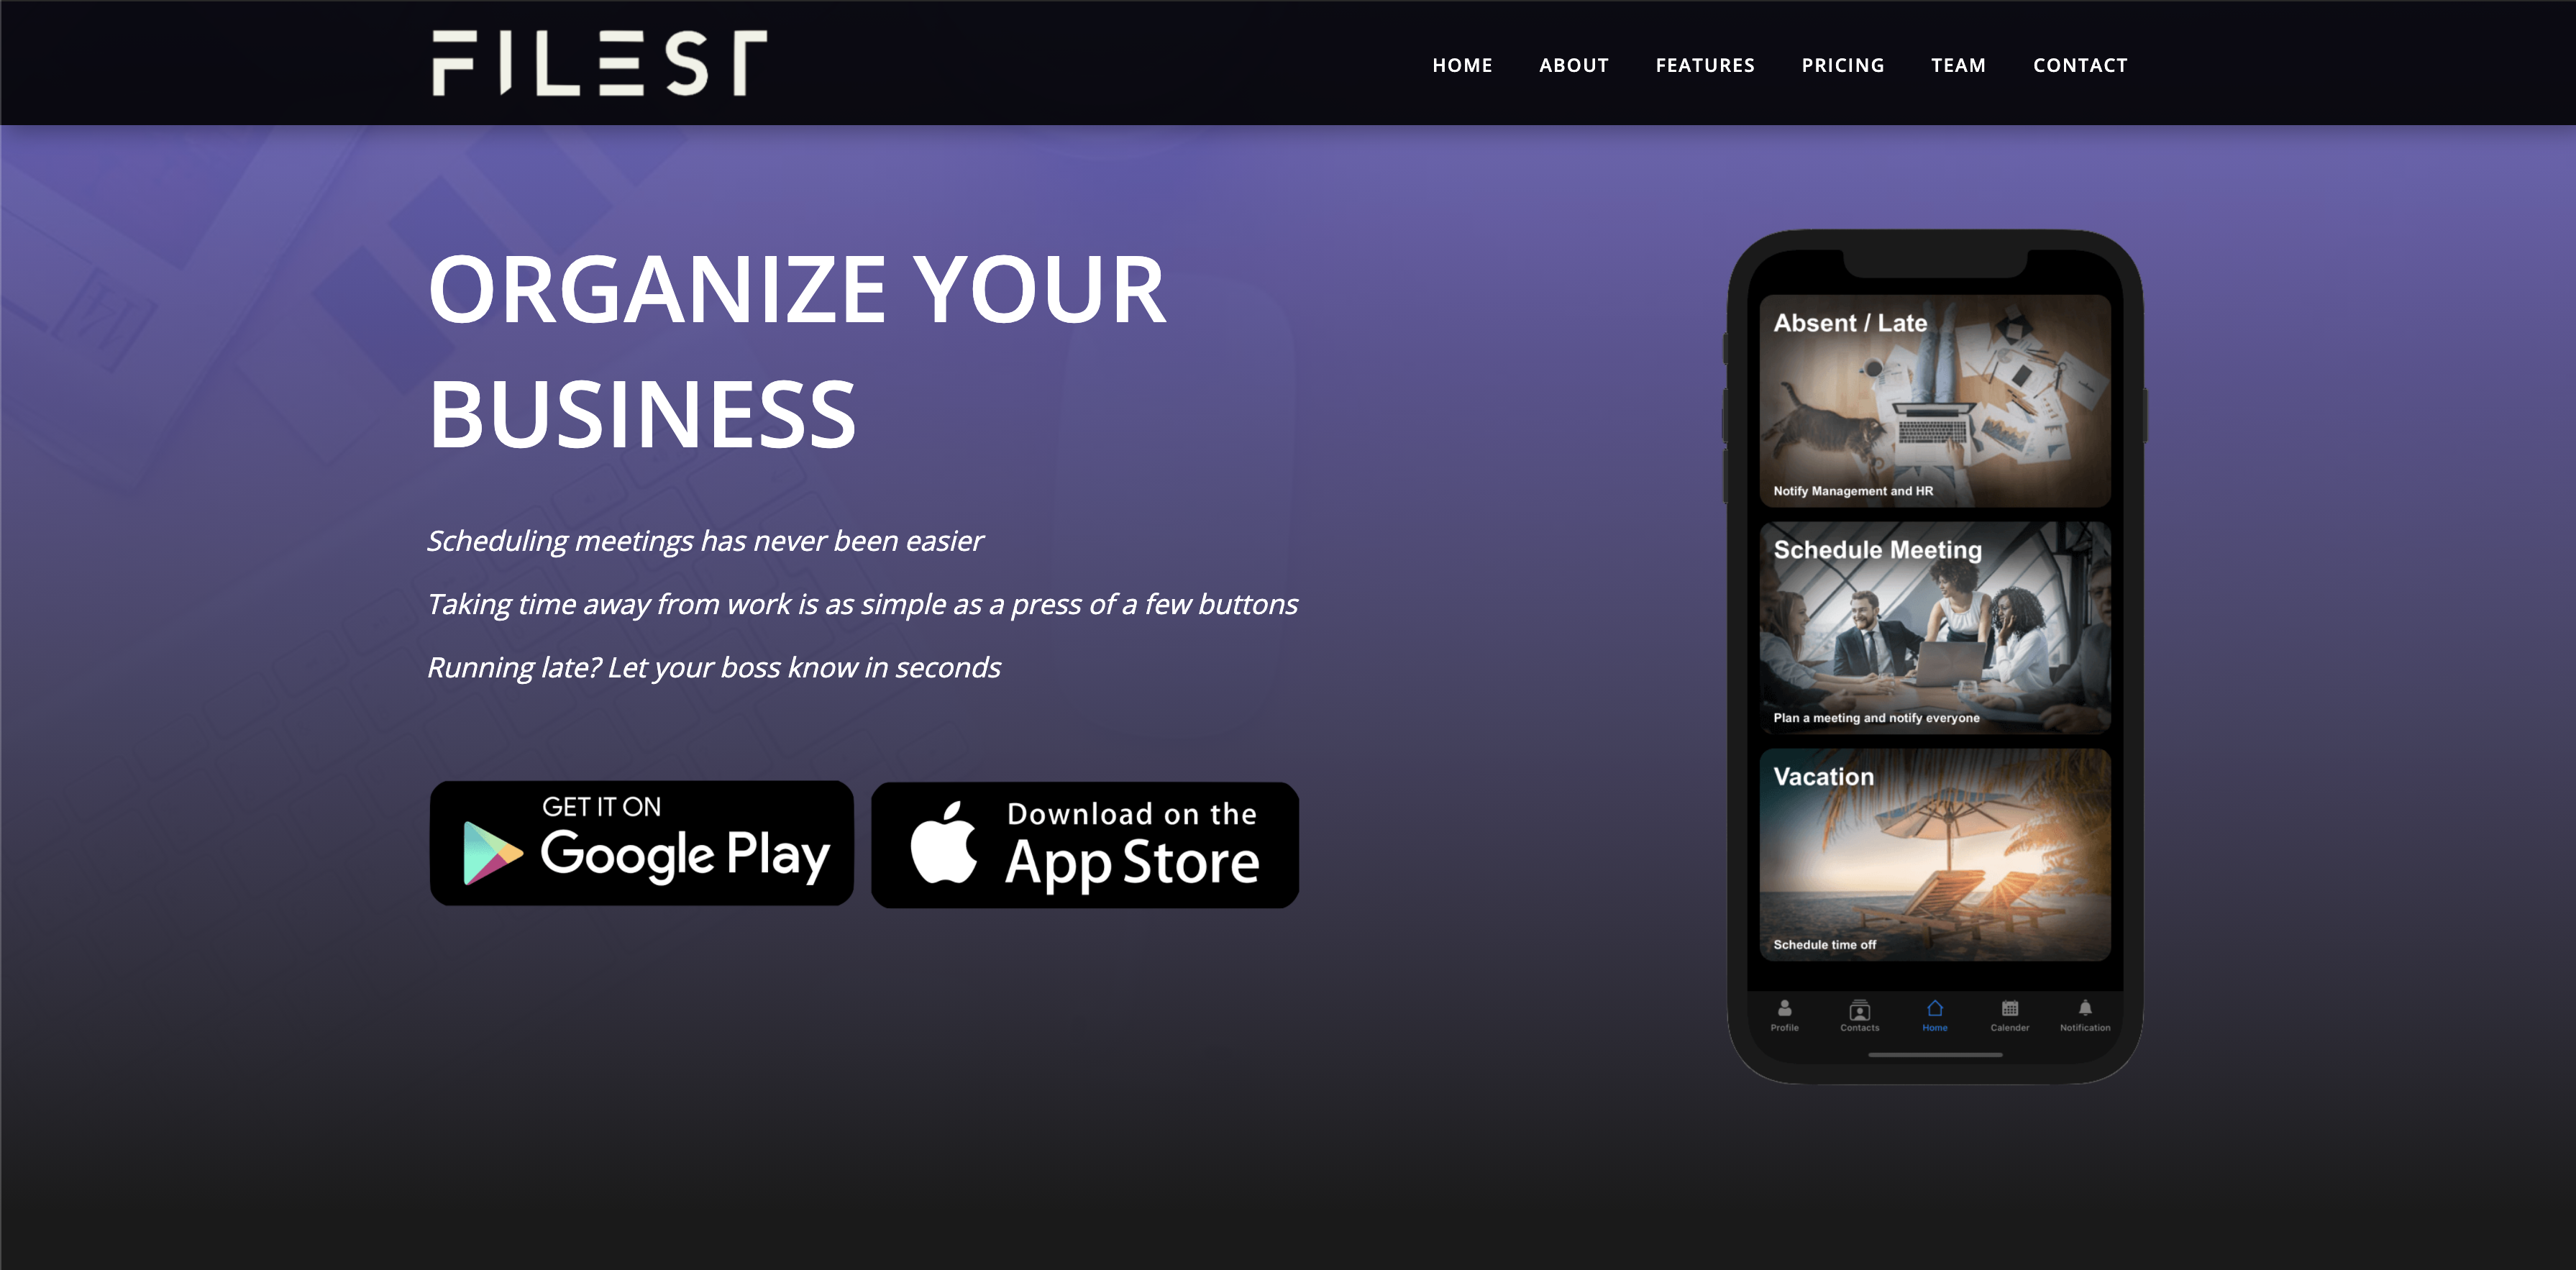 FILEST
HOME ABOUT FEATURES PRICING TEAM CONTACT
ORGANIZE YOUR
BUSINESS
Scheduling meetings has never been easier
Taking time away from work is as simple as a press of a few buttons
Running late? Let your boss know in seconds
GET IT ON
Google Play
Download on the
App Store
Absent / Late
Notify Management and HR
Schedule Meeting
Plan a meeting and notify everyone
Vacation
Schedule time off
Profile Contacts Home Calender Notification